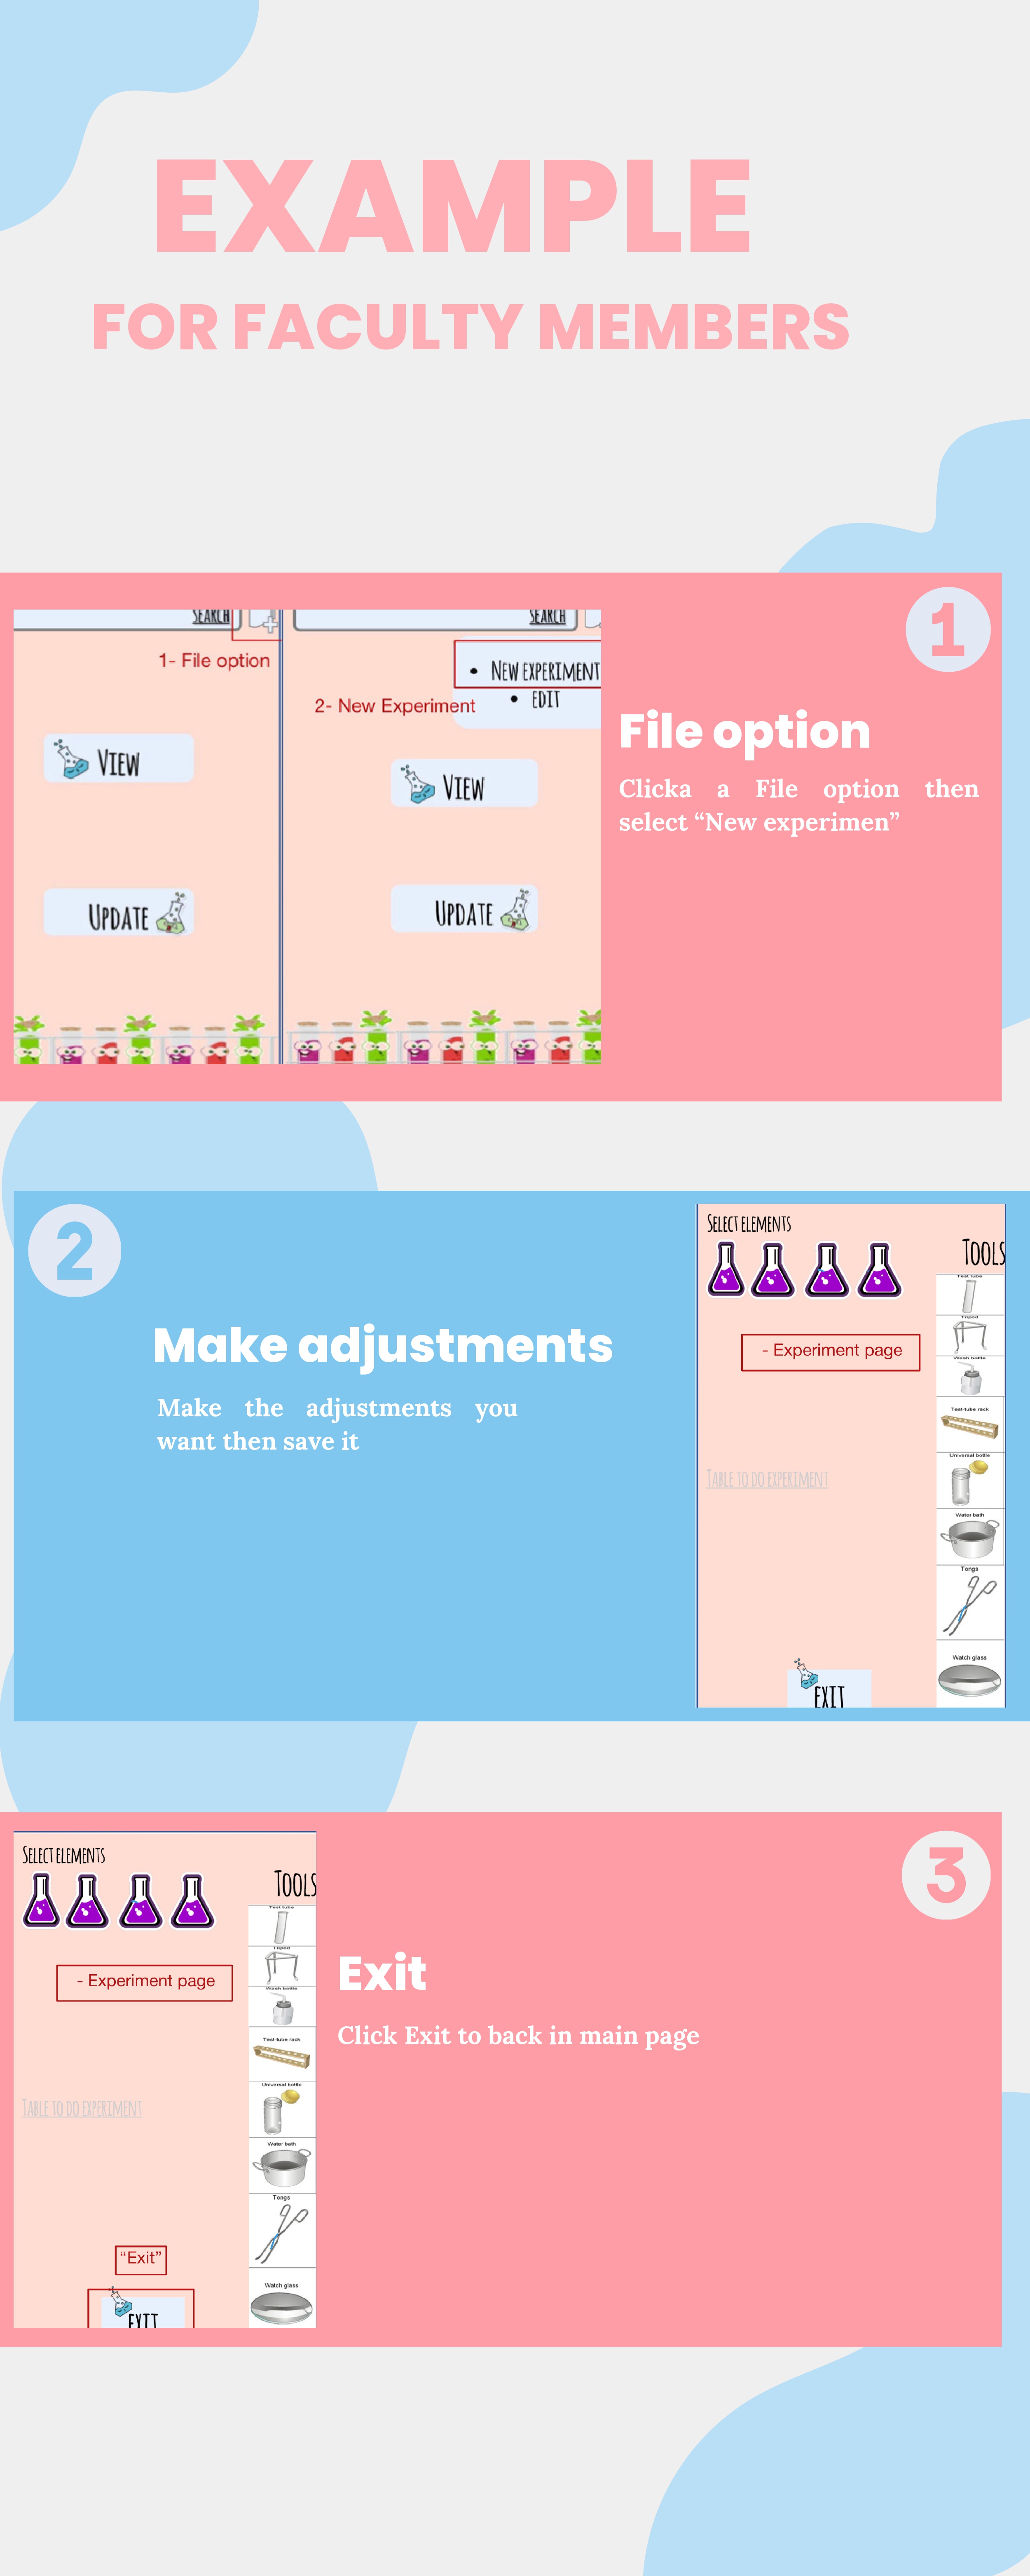 EXAMPLE
FOR FACULTY MEMBERS
1
SEARCH
SEARCH
1- File option
• NEW EXPERIMENT
2- New Experiment
• EDIT
VIEW
VIEW
UPDATE
UPDATE
File option
Clicka a File option then
select “New experimen”
2
Make adjustments
Make the adjustments you
want then save it
SELECT ELEMENTS
TOOLS
Test tube
- Experiment page
Tripod
Wash bottle
Test-tube rack
Universal bottle
TABLE TO DO EXPERIMENT
Water bath
Tongs
Watch glass
EXIT
3
SELECT ELEMENTS
TOOLS
Test tube
Tripod
- Experiment page
Wash bottle
Test-tube rack
Universal bottle
TABLE TO DO EXPERIMENT
Water bath
Tongs
“Exit”
Watch glass
EXIT
Exit
Click Exit to back in main page